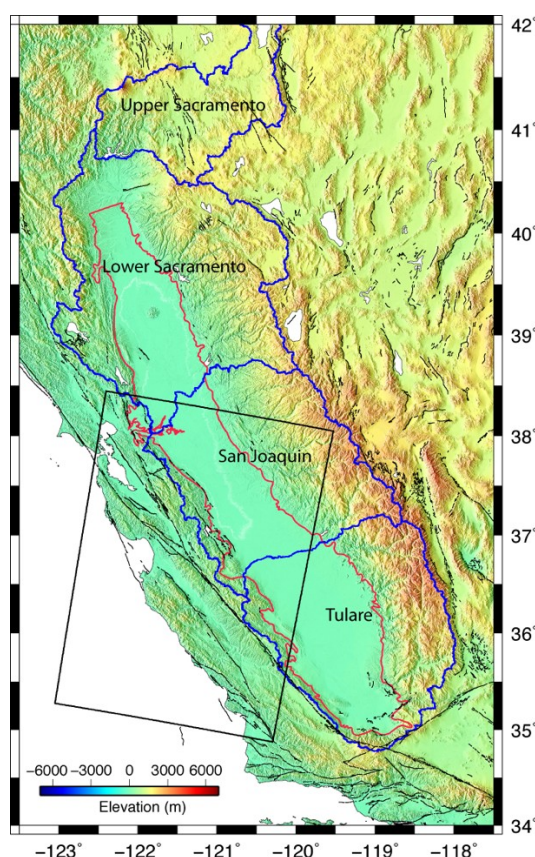 42°
Upper Sacramento
41°
40°
Lower Sacramento
39°
38°
San Joaquin
37°
Tulare
36°
35°
−6000 −3000 0 3000 6000
Elevation (m)
34°
−123° −122° −121° −120° −119° −118°